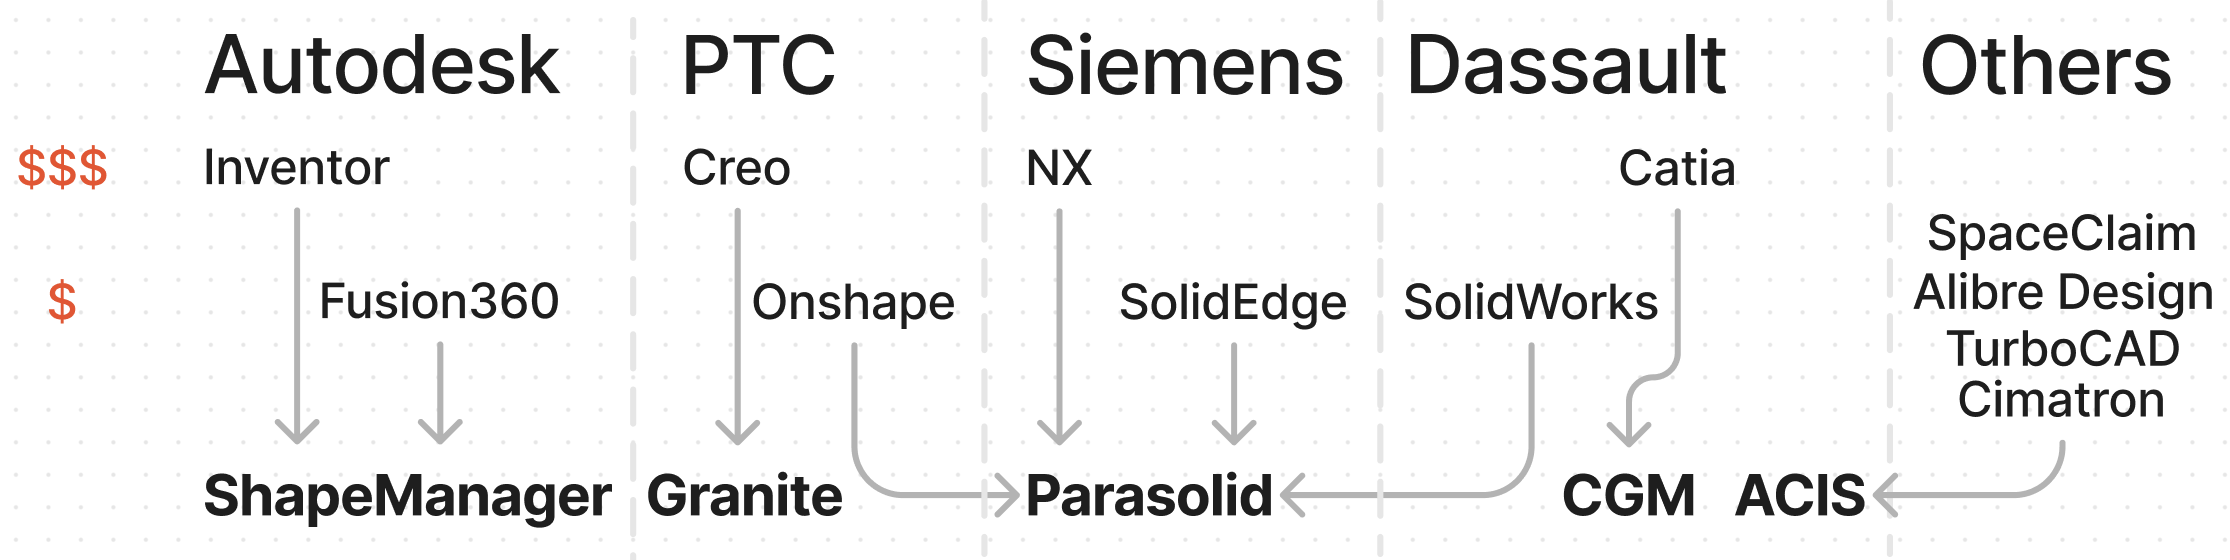 Autodesk PTC Siemens Dassault Others
$$$ Inventor Creo NX Catia
SpaceClaim
$ Fusion360 Onshape SolidEdge SolidWorks Alibre Design
TurboCAD
Cimatron
ShapeManager Granite Parasolid CGM ACIS